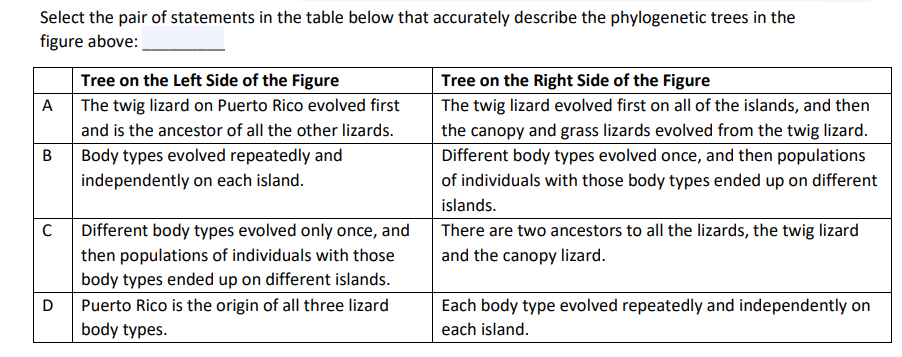 Select the pair of statements in the table below that accurately describe the phylogenetic trees in the
figure above: __________
Tree on the Left Side of the Figure
Tree on the Right Side of the Figure
A
The twig lizard on Puerto Rico evolved first
and is the ancestor of all the other lizards.
The twig lizard evolved first on all of the islands, and then
the canopy and grass lizards evolved from the twig lizard.
B
Body types evolved repeatedly and
independently on each island.
Different body types evolved once, and then populations
of individuals with those body types ended up on different
islands.
C
Different body types evolved only once, and
then populations of individuals with those
body types ended up on different islands.
There are two ancestors to all the lizards, the twig lizard
and the canopy lizard.
D
Puerto Rico is the origin of all three lizard
body types.
Each body type evolved repeatedly and independently on
each island.